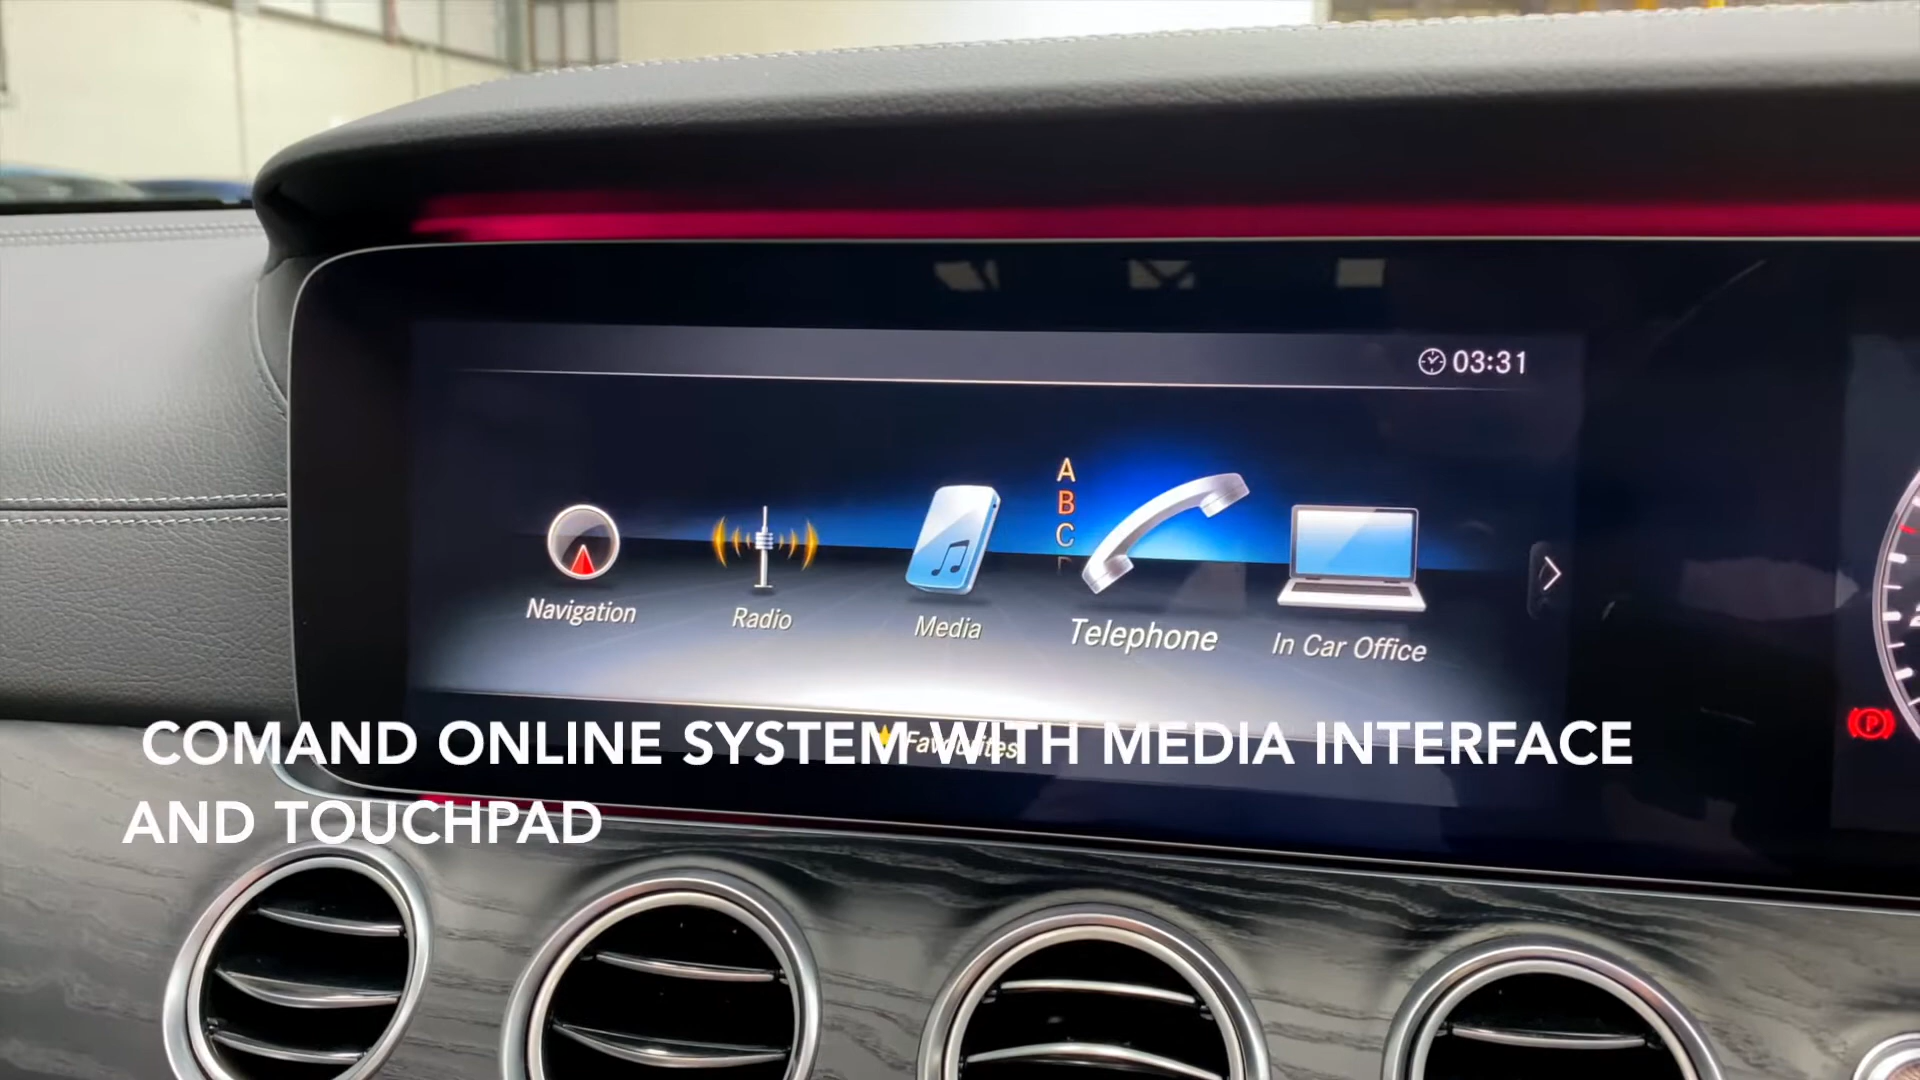 03:31
A
B
C
Navigation
Radio
Media
Telephone
In Car Office
Favourites
COMAND ONLINE SYSTEM WITH MEDIA INTERFACE
AND TOUCHPAD
P